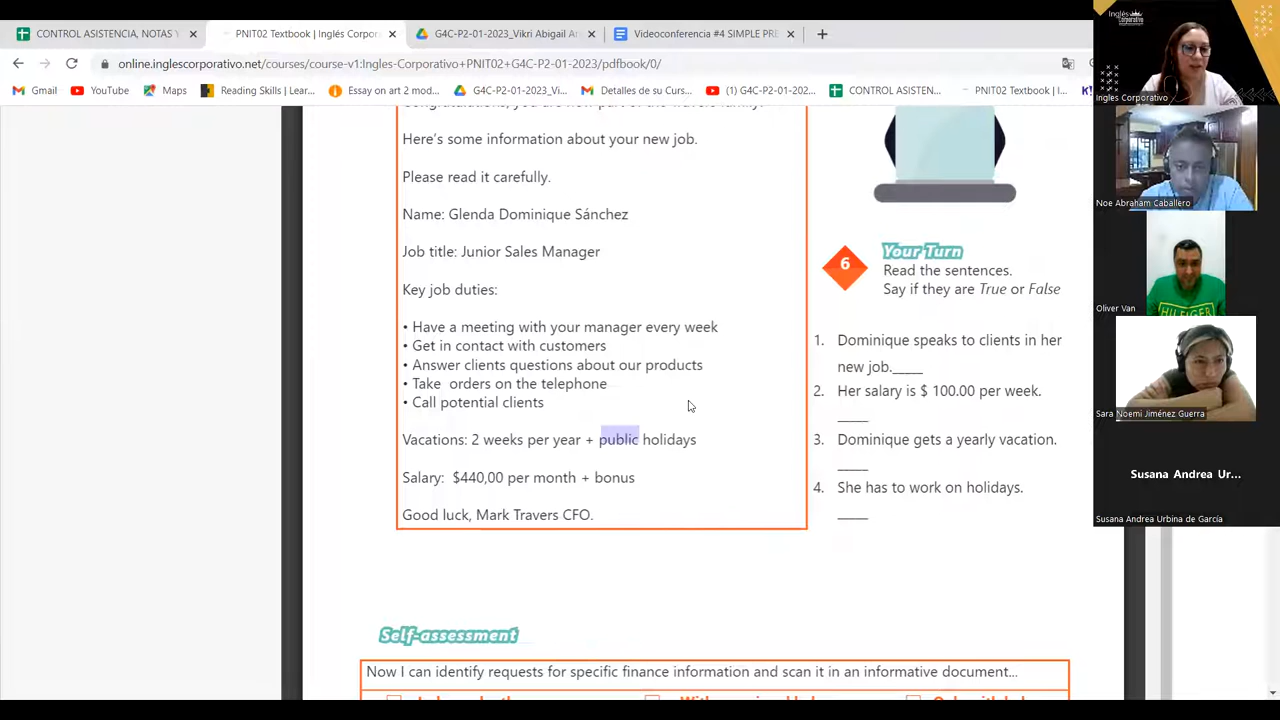 CONTROL ASISTENCIA, NOTAS Y
PNIT02 Textbook | Inglés Corpor
G4C-P2-01-2023_Vikri Abigail A
Videoconferencia #4 SIMPLE PRE
online.inglescorporativo.net/courses/course-v1:Ingles-Corporativo+PNIT02+G4C-P2-01-2023/pdfbook/0/
Gmail
YouTube
Maps
Reading Skills | Lear...
Essay on art 2 mod...
G4C-P2-01-2023_Vi...
Detalles de su Curs...
(1) G4C-P2-01-202...
CONTROL ASISTEN...
PNIT02 Textbook | I...
Congratulations, you are now part of the Travers family!
Here's some information about your new job.
Please read it carefully.
Name: Glenda Dominique Sánchez
Job title: Junior Sales Manager
Key job duties:
• Have a meeting with your manager every week
• Get in contact with customers
• Answer clients questions about our products
• Take orders on the telephone
• Call potential clients
Vacations: 2 weeks per year + public holidays
Salary: $440,00 per month + bonus
Good luck, Mark Travers CFO.
6
Your Turn
Read the sentences.
Say if they are True or False
1. Dominique speaks to clients in her
new job._____
2. Her salary is $ 100.00 per week.
_____
3. Dominique gets a yearly vacation.
_____
4. She has to work on holidays.
_____
Self-assessment
Now I can identify requests for specific finance information and scan it in an informative document...
Inglés
Corporativo
Ingles Corporativo
Noe Abraham Caballero
Oliver Van
HILFIGER
Sara Noemi Jiménez Guerra
Susana Andrea Ur...
Susana Andrea Urbina de García